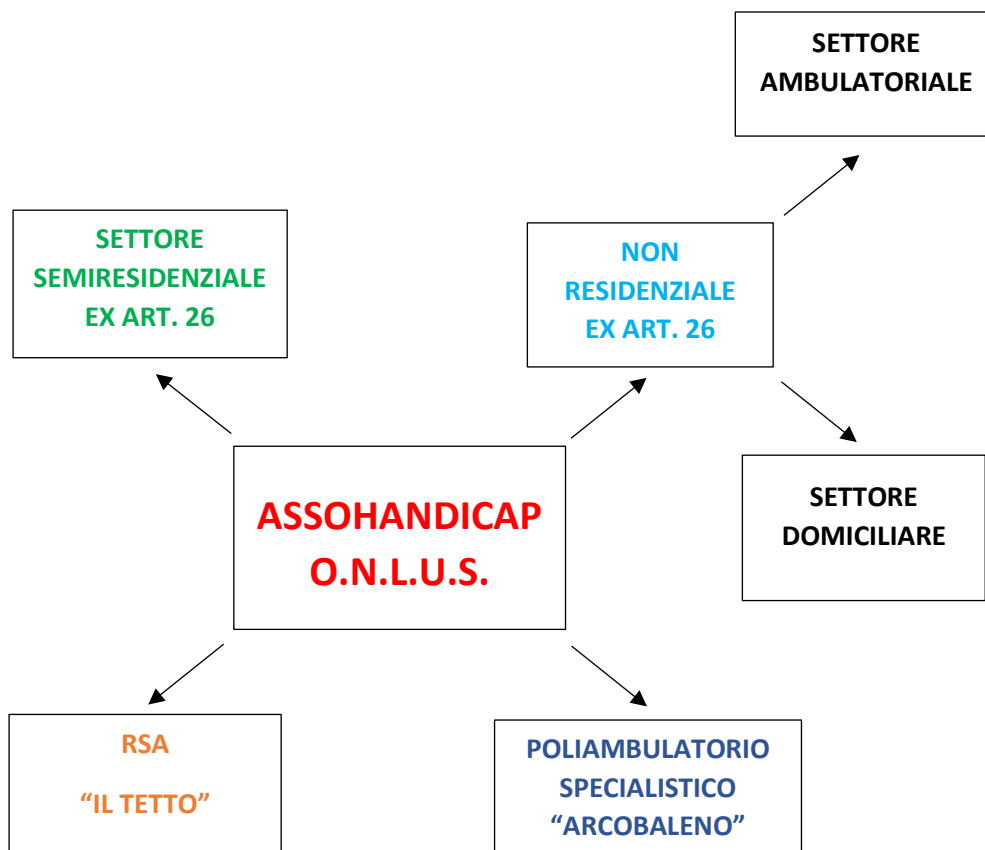 SETTORE
AMBULATORIALE
SETTORE
SEMIRESIDENZIALE
EX ART. 26
NON
RESIDENZIALE
EX ART. 26
ASSOHANDICAP
O.N.L.U.S.
SETTORE
DOMICILIARE
RSA
“IL TETTO”
POLIAMBULATORIO
SPECIALISTICO
“ARCOBALENO”